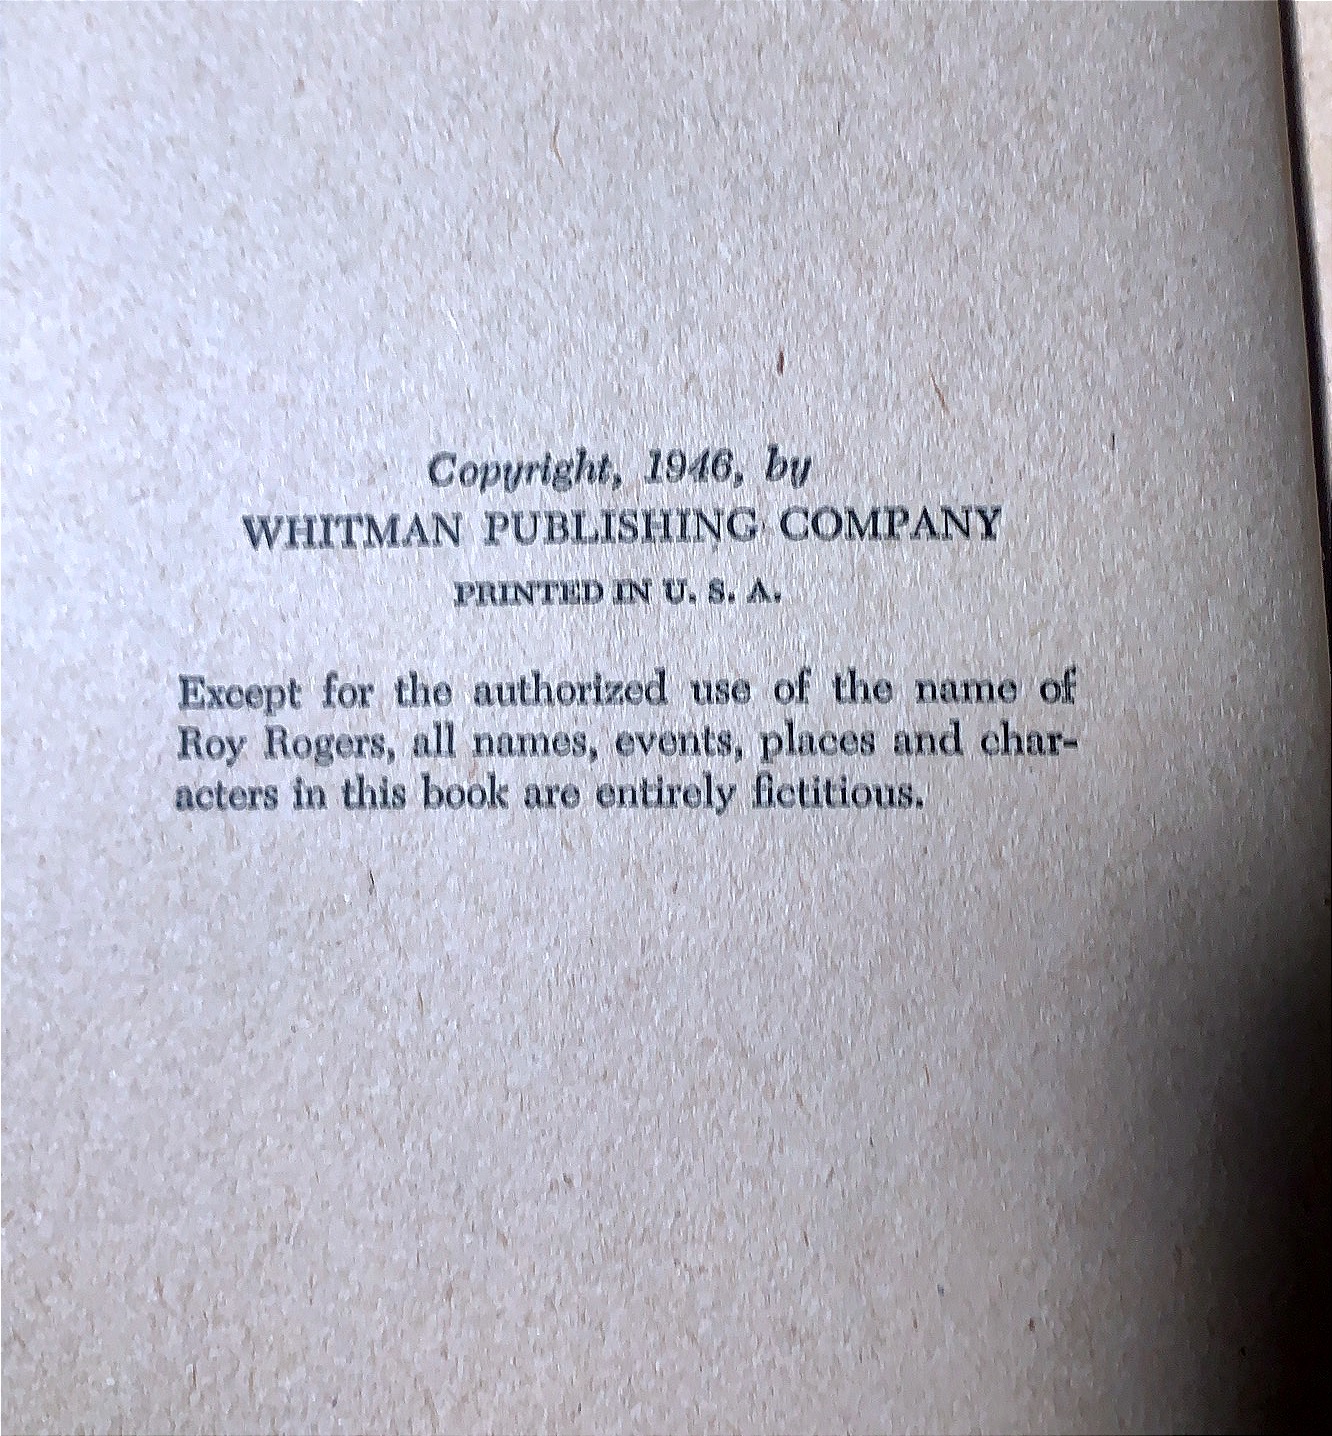 Copyright, 1946, by
WHITMAN PUBLISHING COMPANY
PRINTED IN U. S. A.
Except for the authorized use of the name of
Roy Rogers, all names, events, places and char-
acters in this book are entirely fictitious.